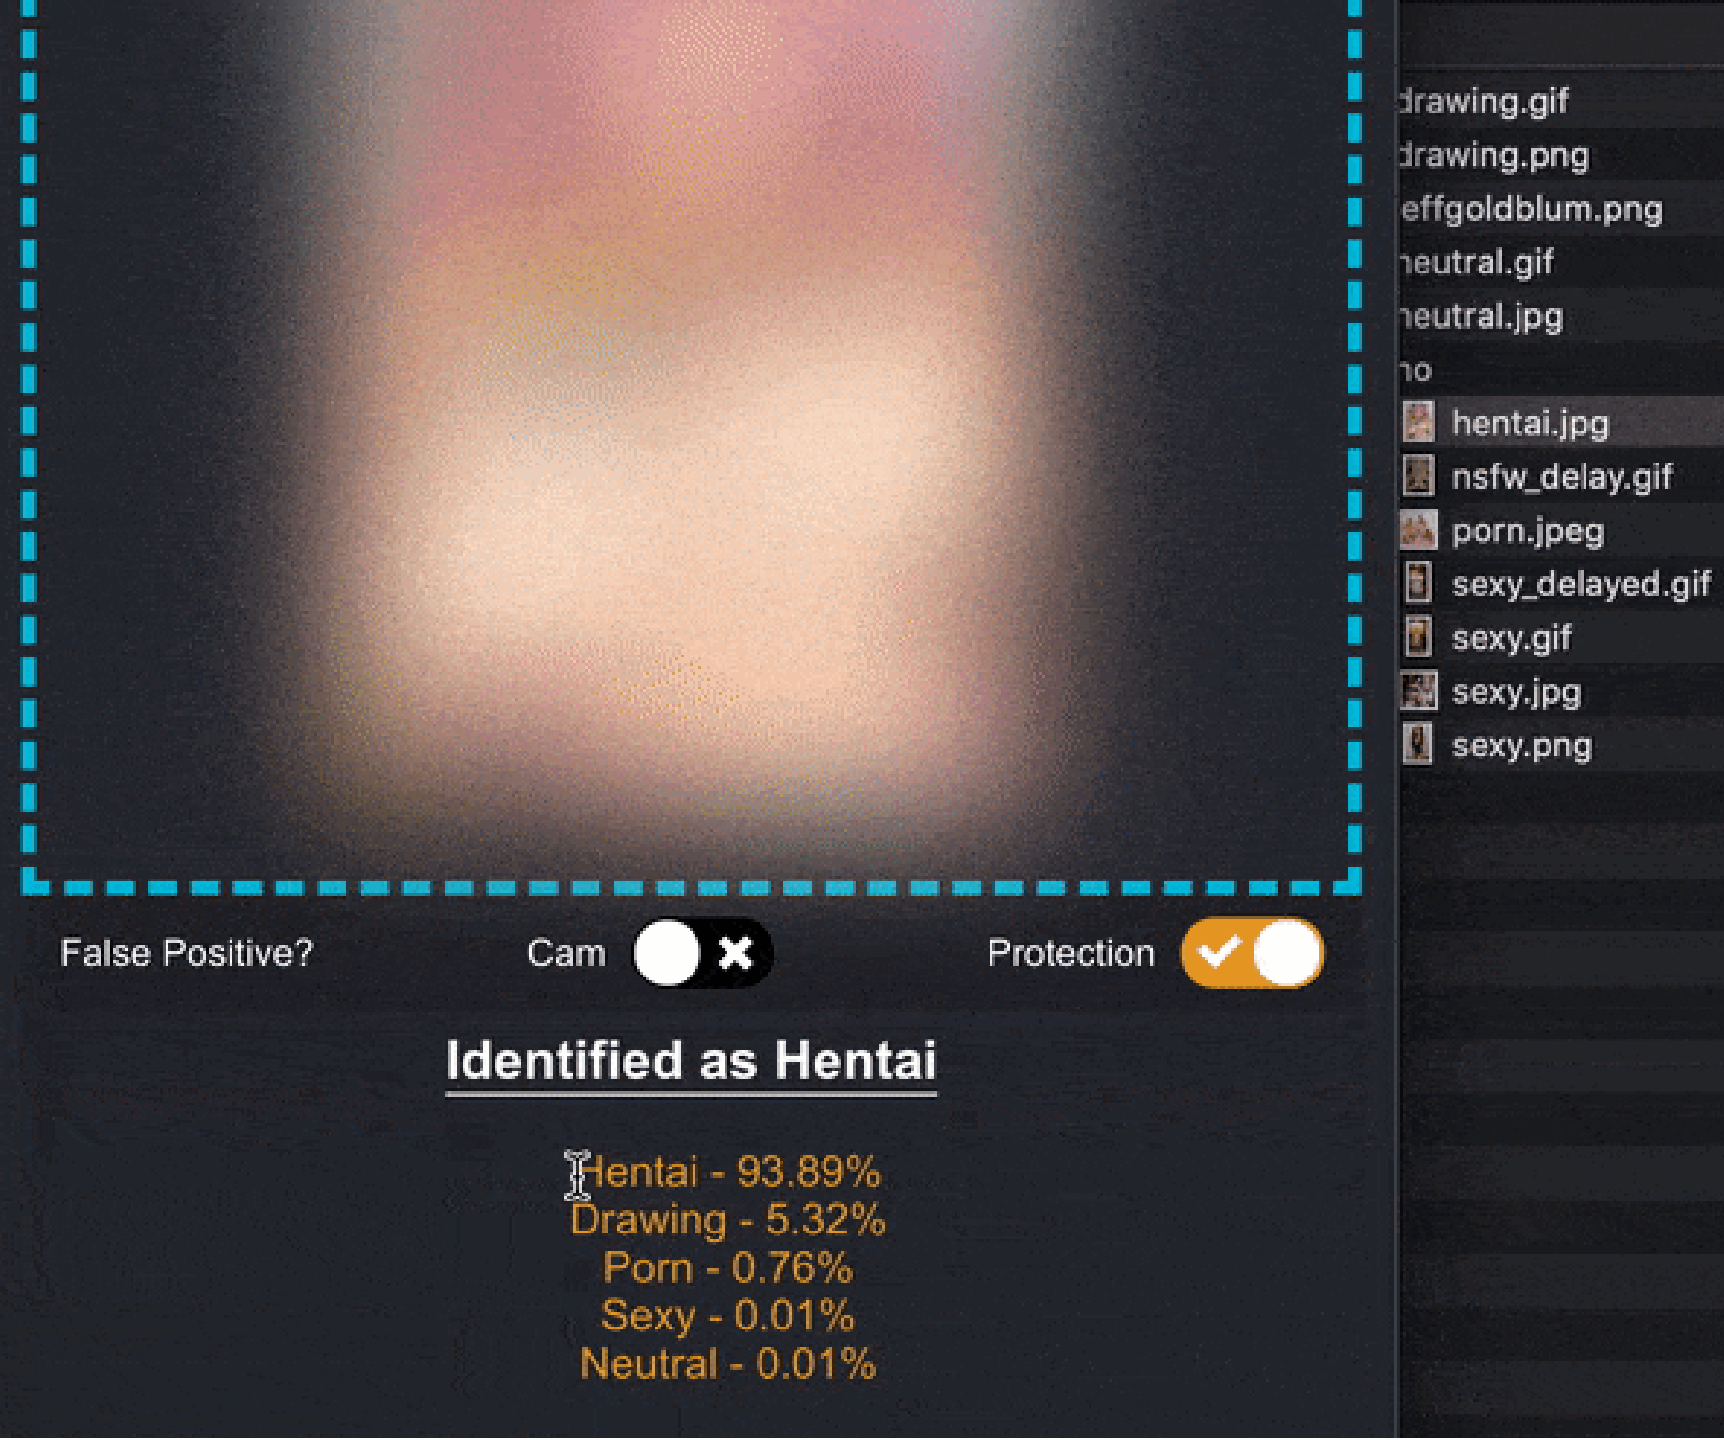 False Positive?
Cam
Protection
Identified as Hentai
Hentai - 93.89%
Drawing - 5.32%
Porn - 0.76%
Sexy - 0.01%
Neutral - 0.01%
drawing.gif
drawing.png
effgoldblum.png
neutral.gif
neutral.jpg
hentai.jpg
nsfw_delay.gif
porn.jpeg
sexy_delayed.gif
sexy.gif
sexy.jpg
sexy.png